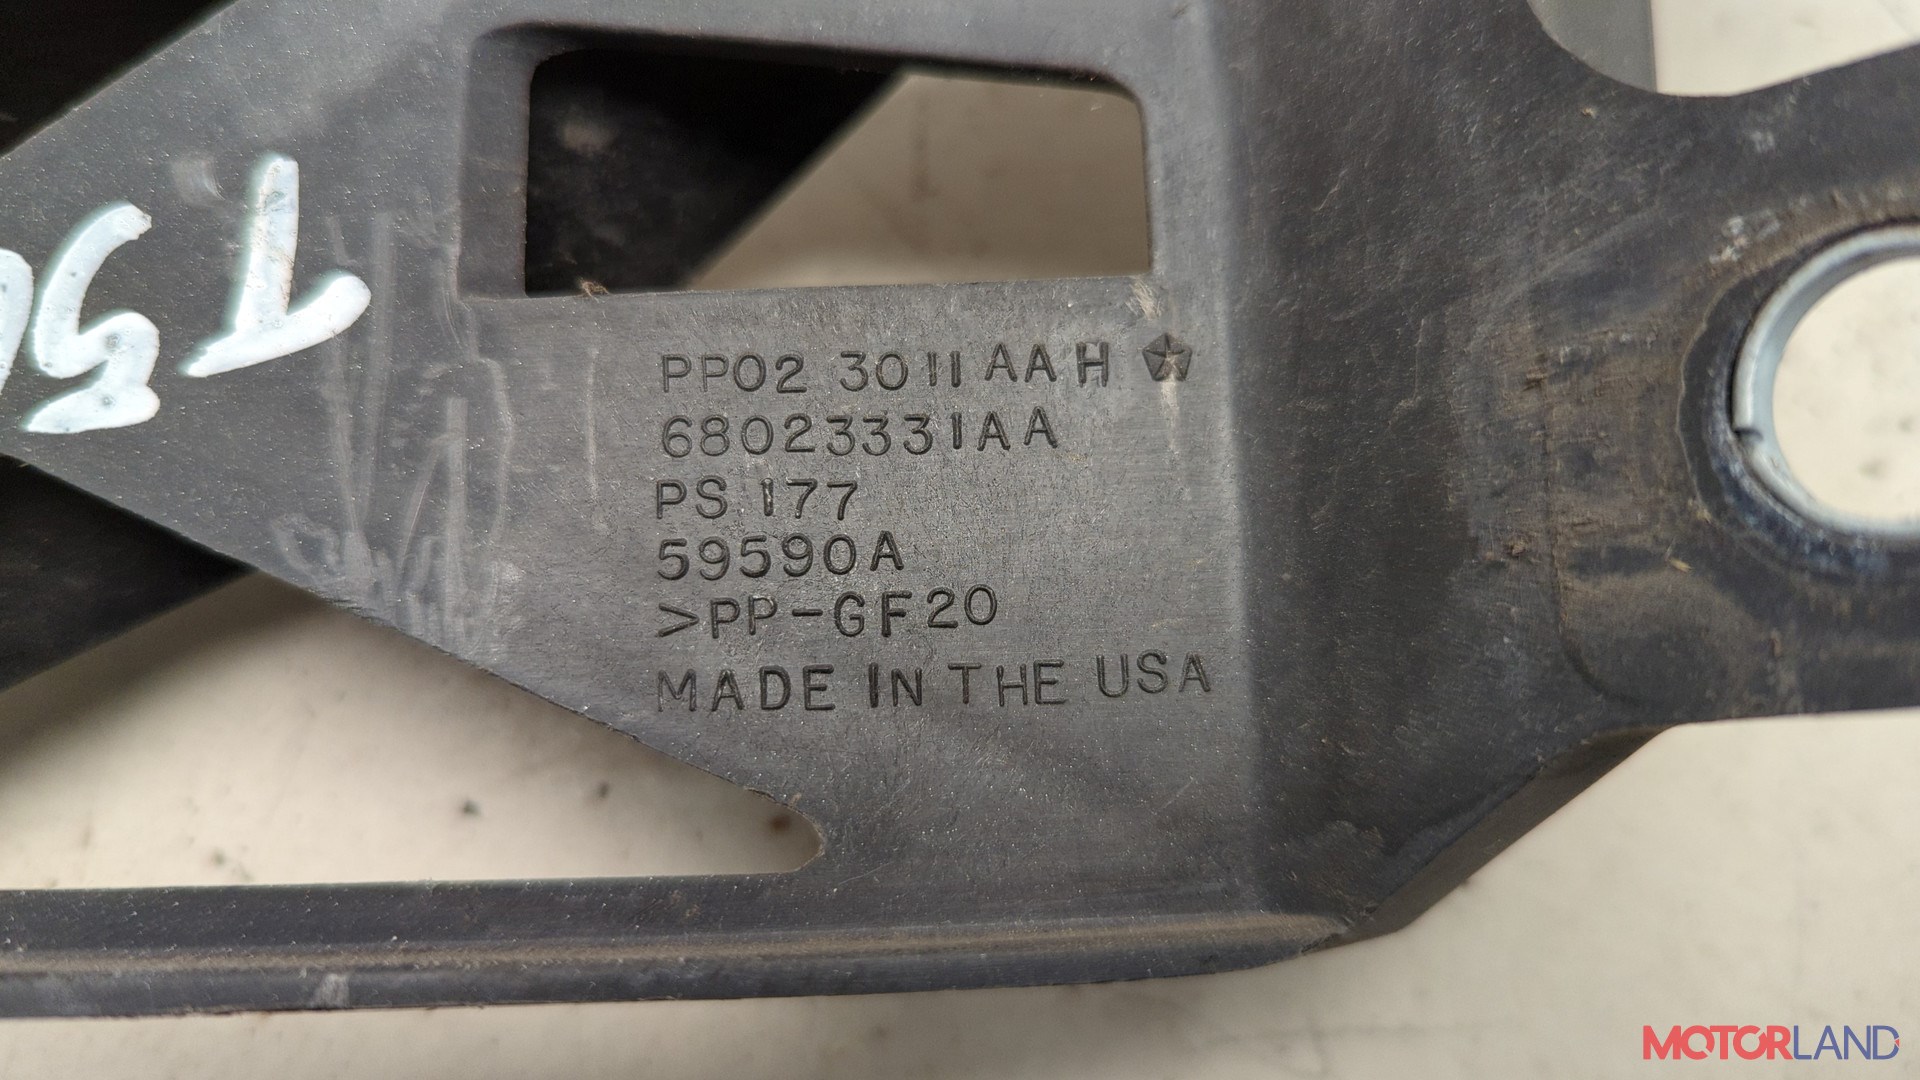 PP02 3011AAH
68023331AA
PS 177
59590A
>PP-GF20
MADE IN THE USA
MOTORLAND